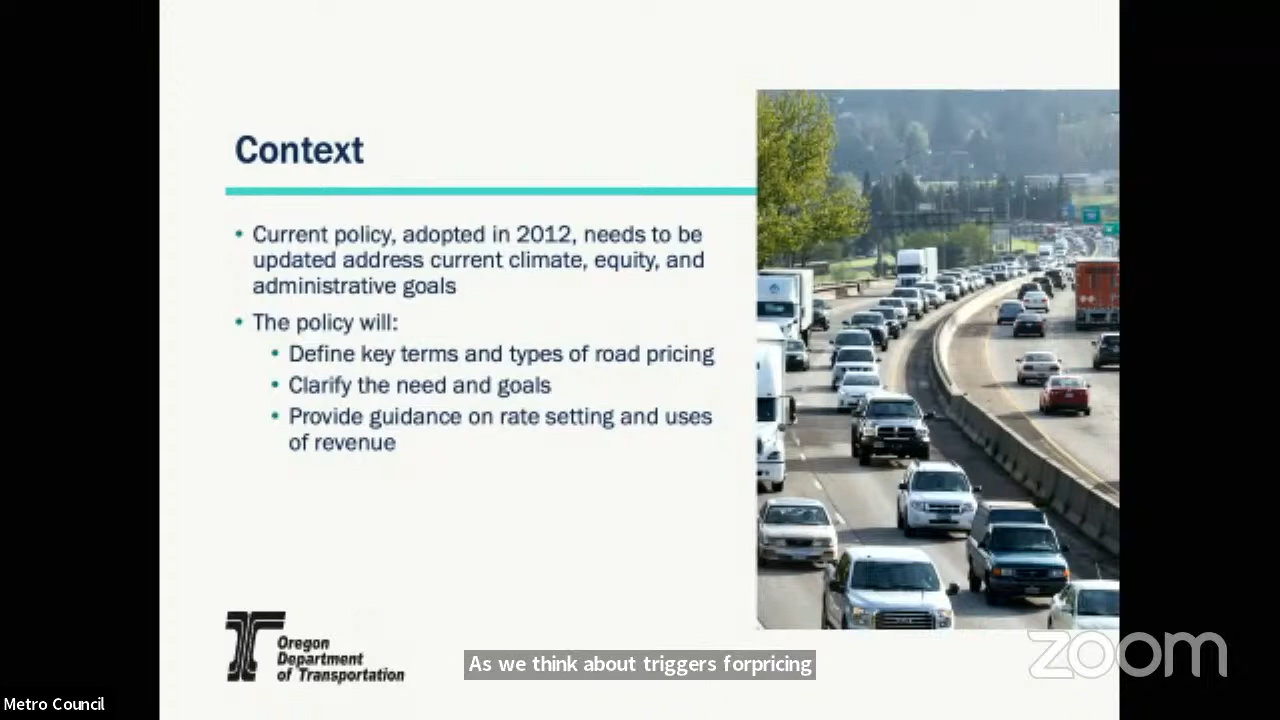 Context
• Current policy, adopted in 2012, needs to be
updated address current climate, equity, and
administrative goals
• The policy will:
• Define key terms and types of road pricing
• Clarify the need and goals
• Provide guidance on rate setting and uses
of revenue
Oregon
Department
of Transportation
As we think about triggers forpricing
zoom
Metro Council